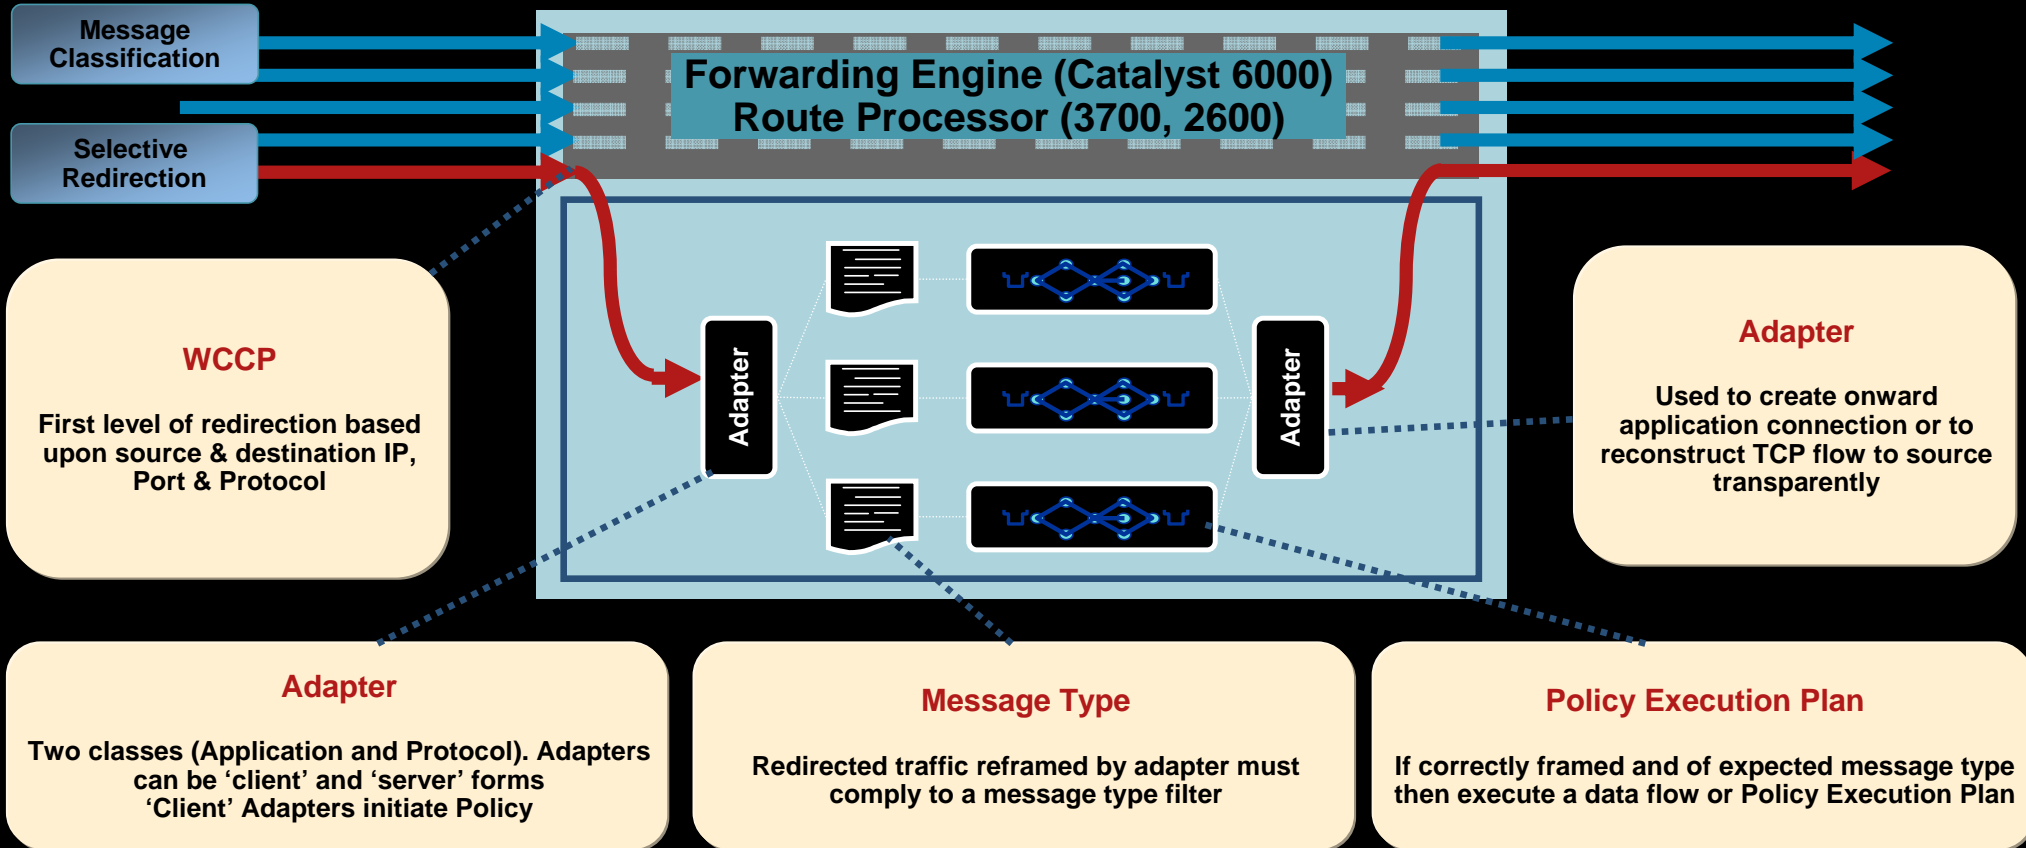 Message
Classification
Forwarding Engine (Catalyst 6000)
Route Processor (3700, 2600)
Selective
Redirection
WCCP
First level of redirection based
upon source & destination IP,
Port & Protocol
Adapter
Adapter
Adapter
Used to create onward
application connection or to
reconstruct TCP flow to source
transparently
Adapter
Two classes (Application and Protocol). Adapters
can be ‘client’ and ‘server’ forms
‘Client’ Adapters initiate Policy
Message Type
Redirected traffic reframed by adapter must
comply to a message type filter
Policy Execution Plan
If correctly framed and of expected message type
then execute a data flow or Policy Execution Plan